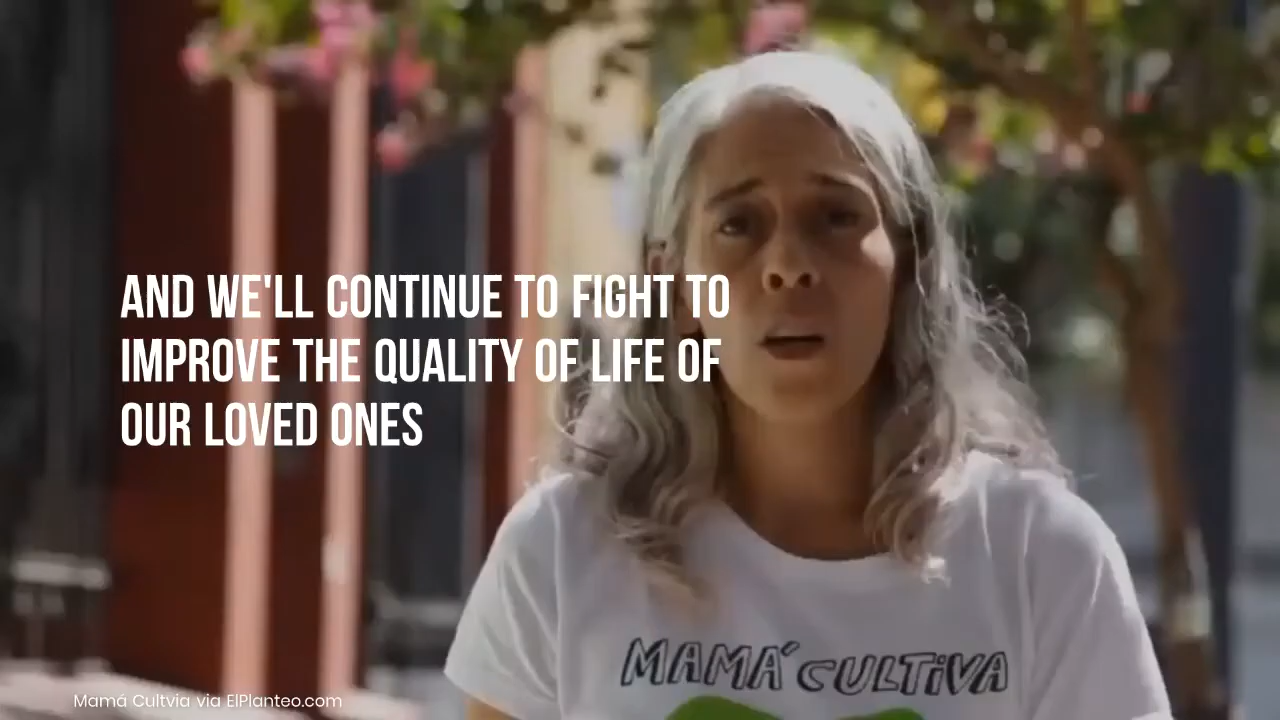 AND WE'LL CONTINUE TO FIGHT TO
IMPROVE THE QUALITY OF LIFE OF
OUR LOVED ONES
MAMÁ CULTIVA
Mamá Cultvia via ElPlanteo.com